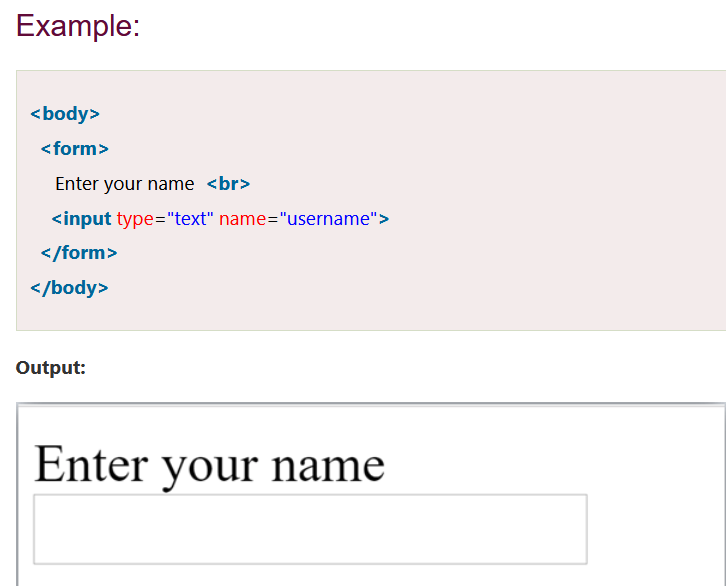 Example:
<body>
<form>
Enter your name <br>
<input type="text" name="username">
</form>
</body>
Output:
Enter your name